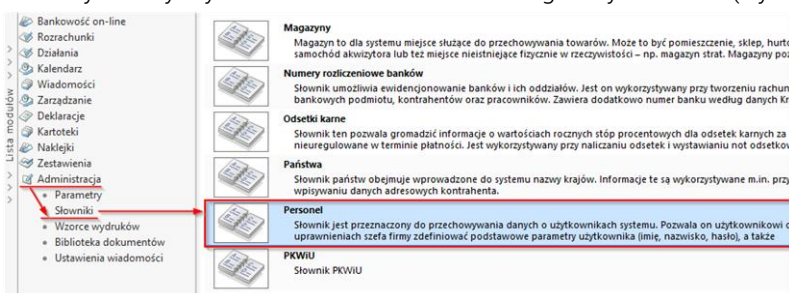 Bankowość on-line
Rozrachunki
Działania
Kalendarz
Wiadomości
Zarządzanie
Deklaracje
Kartoteki
Naklejki
Zestawienia
Administracja
Parametry
Słowniki
Wzorce wydruków
Biblioteka dokumentów
Ustawienia wiadomości
Lista modułów
Magazyny
Magazyn to dla systemu miejsce służące do przechowywania towarów. Może to być pomieszczenie, sklep,
samochód akwizytora lub też miejsce nieistniejące fizycznie w rzeczywistości – np. magazyn strat. Magazyny
Numery rozliczeniowe banków
Słownik umożliwia ewidencjonowanie banków i ich oddziałów. Jest on wykorzystywany przy tworzeniu
bankowych podmiotu, kontrahentów oraz pracowników. Zawiera dodatkowo numer banku według danych
Odsetki karne
Słownik ten pozwala gromadzić informacje o wartościach rocznych stóp procentowych dla odsetek karnych za
nieuregulowane w terminie płatności. Jest wykorzystywany przy naliczaniu odsetek i wystawianiu not
Państwa
Słownik państw obejmuje wprowadzone do systemu nazwy krajów. Informacje te są wykorzystywane m.in.
wpisywaniu danych adresowych kontrahenta.
Personel
Słownik jest przeznaczony do przechowywania danych o użytkownikach systemu. Pozwala on użytkownikowi
uprawnieniach szefa firmy zdefiniować podstawowe parametry użytkownika (imię, nazwisko, hasło), a także
PKWiU
Słownik PKWiU